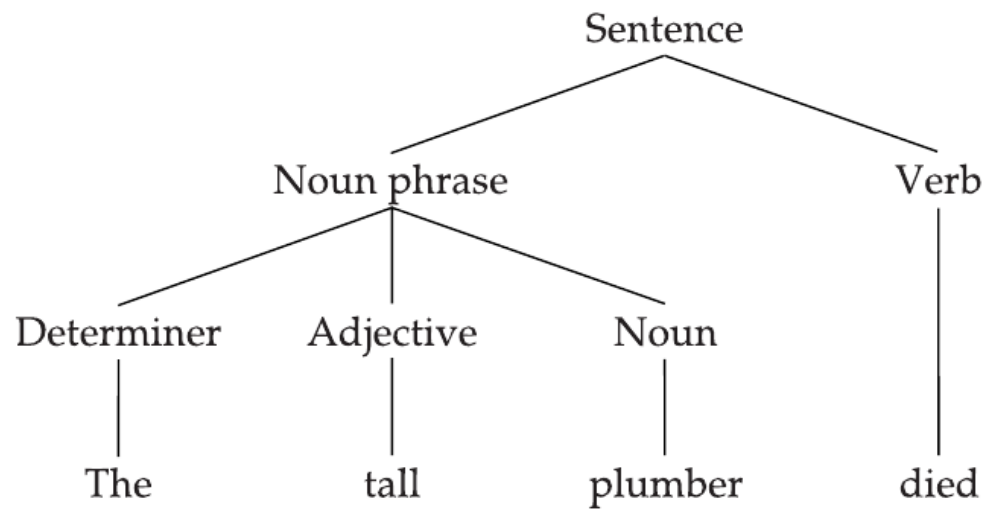 Sentence
Noun phrase Verb
Determiner Adjective Noun
The tall plumber died